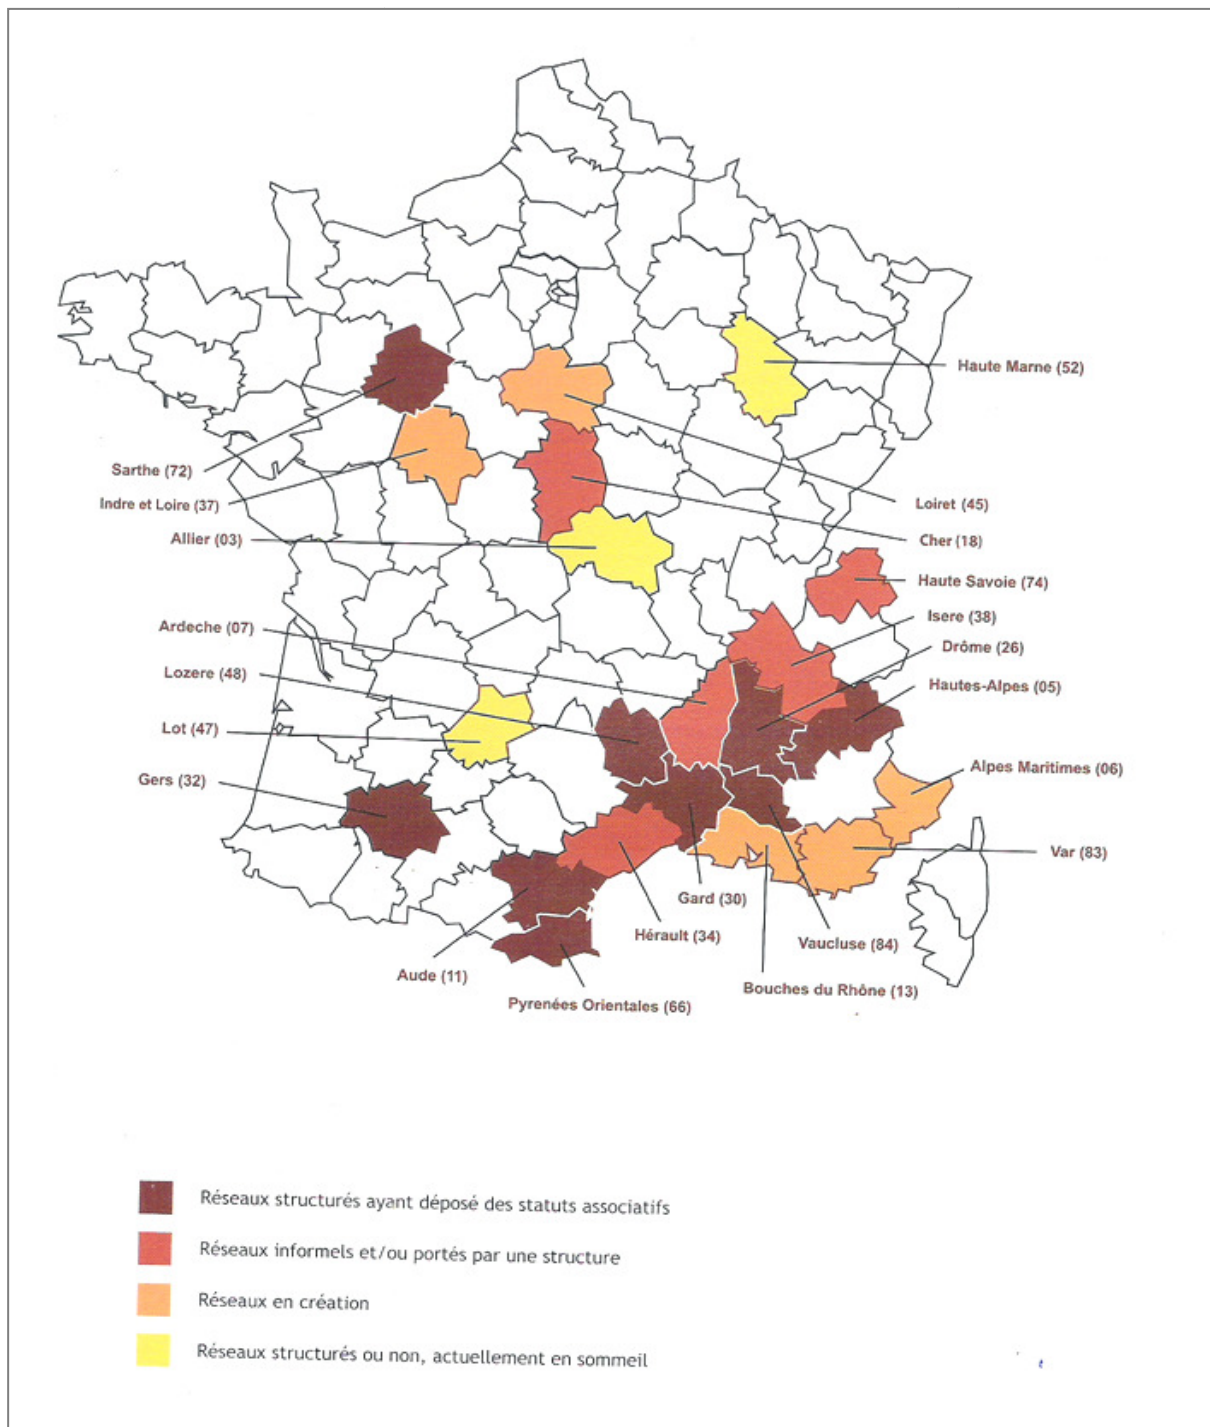 Haute Marne (52)
Sarthe (72)
Indre et Loire (37)
Loiret (45)
Allier (03)
Cher (18)
Haute Savoie (74)
Isere (38)
Ardeche (07)
Drôme (26)
Lozere (48)
Hautes-Alpes (05)
Lot (47)
Gers (32)
Alpes Maritimes (06)
Var (83)
Gard (30)
Hérault (34)
Vaucluse (84)
Aude (11)
Bouches du Rhône (13)
Pyrenées Orientales (66)
Réseaux structurés ayant déposé des statuts associatifs
Réseaux informels et/ou portés par une structure
Réseaux en création
Réseaux structurés ou non, actuellement en sommeil